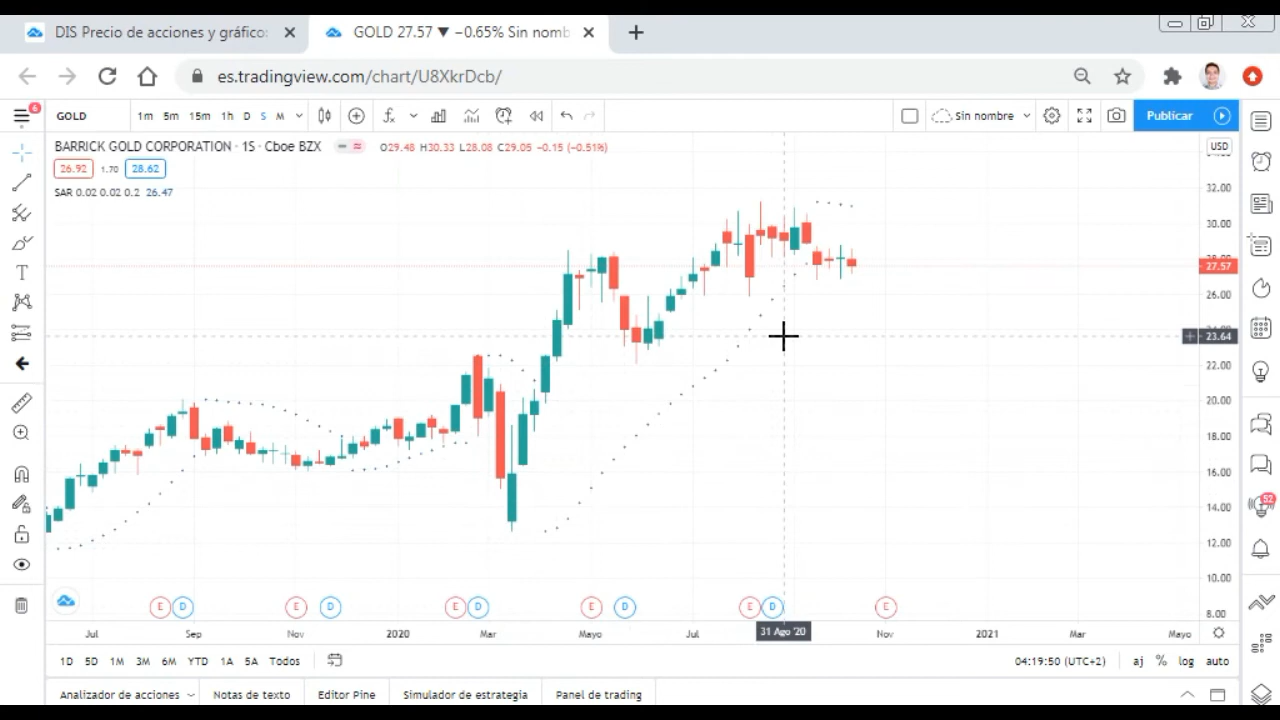 DIS Precio de acciones y gráfico:
GOLD 27.57 ▼ −0.65% Sin nomb
es.tradingview.com/chart/U8XkrDcb/
6
GOLD
1m 5m 15m 1h D S M
Sin nombre
Publicar
BARRICK GOLD CORPORATION · 1S · Cboe BZX
O29.48 H30.33 L28.08 C29.05 −0.15 (−0.51%)
USD
26.92 1.70 28.62
SAR 0.02 0.02 0.2 26.47
32.00
30.00
27.57
26.00
23.64
22.00
20.00
18.00
16.00
14.00
12.00
10.00
8.00
52
E D E D E D E D E D E
Jul Sep Nov 2020 Mar Mayo Jul 31 Ago '20 Nov 2021 Mar Mayo
1D 5D 1M 3M 6M YTD 1A 5A Todos
04:19:50 (UTC+2) aj % log auto
Analizador de acciones Notas de texto Editor Pine Simulador de estrategia Panel de trading